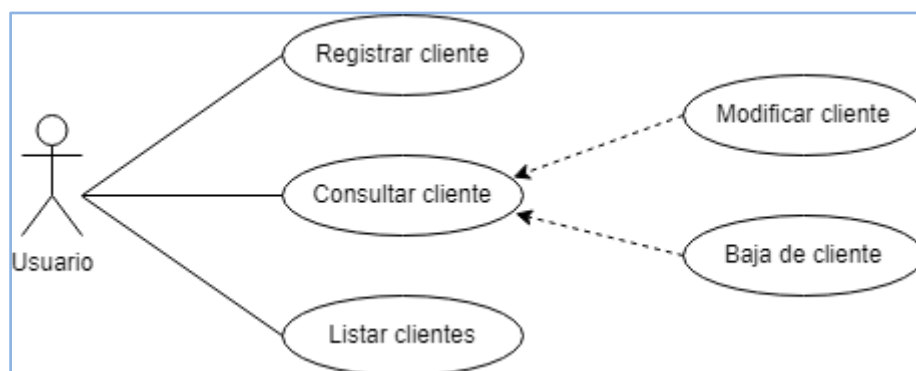 Registrar cliente
Modificar cliente
Consultar cliente
Baja de cliente
Usuario
Listar clientes